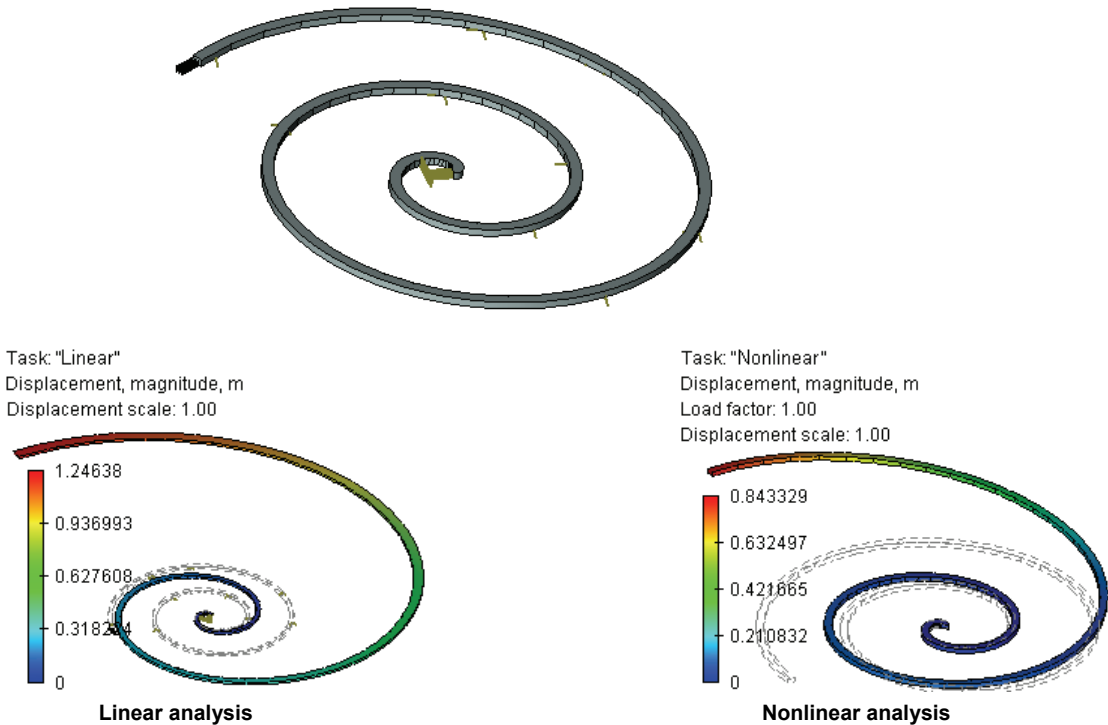 Task: "Linear"
Displacement, magnitude, m
Displacement scale: 1.00
1.24638
0.936993
0.627608
0
Linear analysis
Task: "Nonlinear"
Displacement, magnitude, m
Load factor: 1.00
Displacement scale: 1.00
0.843329
0.632497
0.421665
0.210832
0
Nonlinear analysis